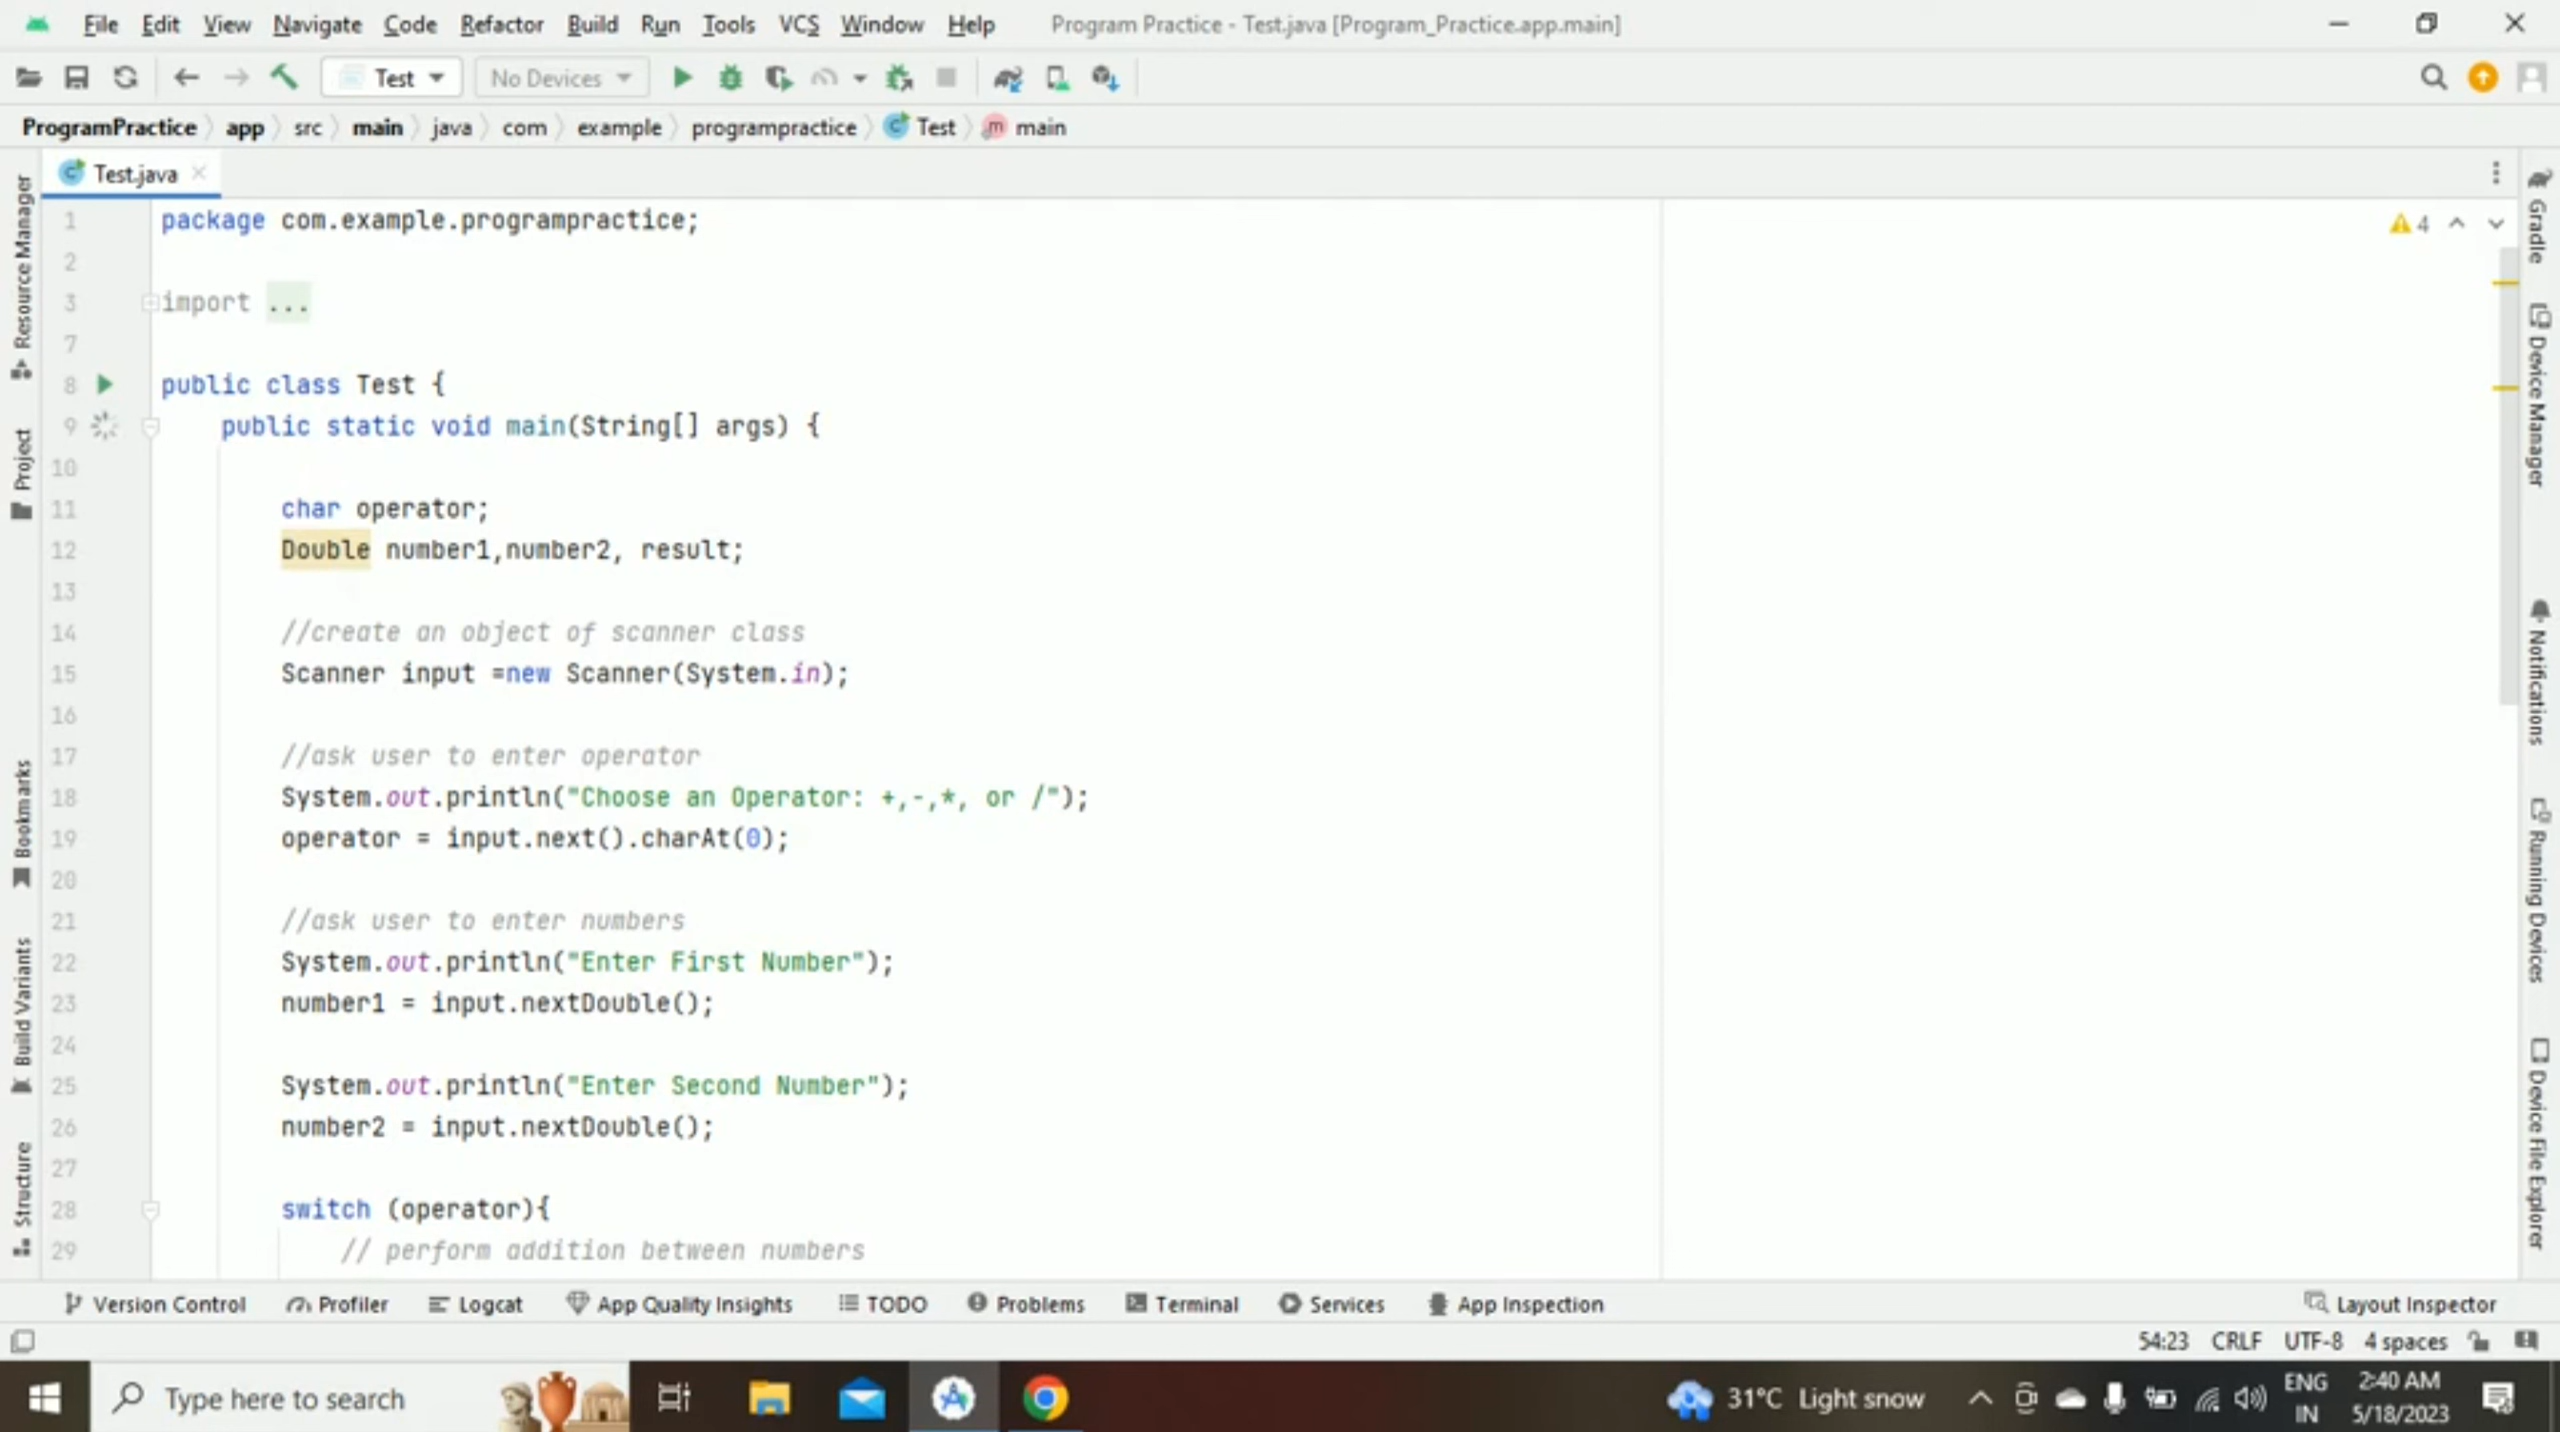 File Edit View Navigate Code Refactor Build Run Tools VCS Window Help Program Practice - Test.java [Program_Practice.app.main]
Test No Devices
ProgramPractice app src main java com example programpractice Test main
Test.java
1 package com.example.programpractice;
2
3 import ...
7
8 public class Test {
9 public static void main(String[] args) {
10
11 char operator;
12 Double number1,number2, result;
13
14 //create an object of scanner class
15 Scanner input =new Scanner(System.in);
16
17 //ask user to enter operator
18 System.out.println("Choose an Operator: +,-,*, or /");
19 operator = input.next().charAt(0);
20
21 //ask user to enter numbers
22 System.out.println("Enter First Number");
23 number1 = input.nextDouble();
24
25 System.out.println("Enter Second Number");
26 number2 = input.nextDouble();
27
28 switch (operator){
29 // perform addition between numbers
4
Resource Manager
Project
Bookmarks
Build Variants
Structure
Gradle
Device Manager
Notifications
Running Devices
Device File Explorer
Version Control Profiler Logcat App Quality Insights TODO Problems Terminal Services App Inspection Layout Inspector
54:23 CRLF UTF-8 4 spaces
Type here to search
31°C Light snow
ENG
IN
2:40 AM
5/18/2023